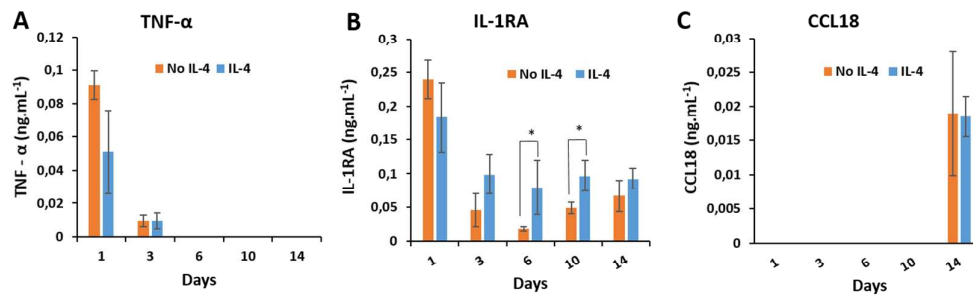 A TNF-α
0,12
0,1
0,08
0,06
0,04
0,02
0
TNF - α (ng.mL-1)
No IL-4 IL-4
1 3 6 10 14
Days
B IL-1RA
0,3
0,25
0,2
0,15
0,1
0,05
0
IL-1RA (ng.mL-1)
No IL-4 IL-4
* *
1 3 6 10 14
Days
C CCL18
0,03
0,025
0,02
0,015
0,01
0,005
0
CCL18 (ng.mL-1)
No IL-4 IL-4
1 3 6 10 14
Days